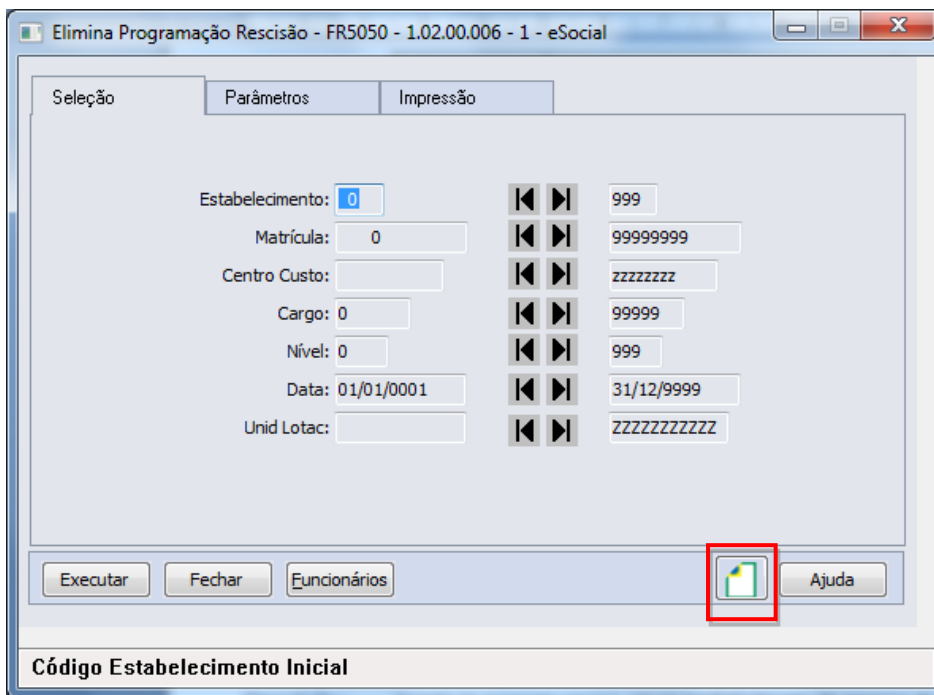 Elimina Programação Rescisão - FR5050 - 1.02.00.006 - 1 - eSocial
Seleção Parâmetros Impressão
Estabelecimento: 0 999
Matrícula: 0 99999999
Centro Custo: zzzzzzzz
Cargo: 0 99999
Nível: 0 999
Data: 01/01/0001 31/12/9999
Unid Lotac: ZZZZZZZZZZZ
Executar Fechar Funcionários Ajuda
Código Estabelecimento Inicial